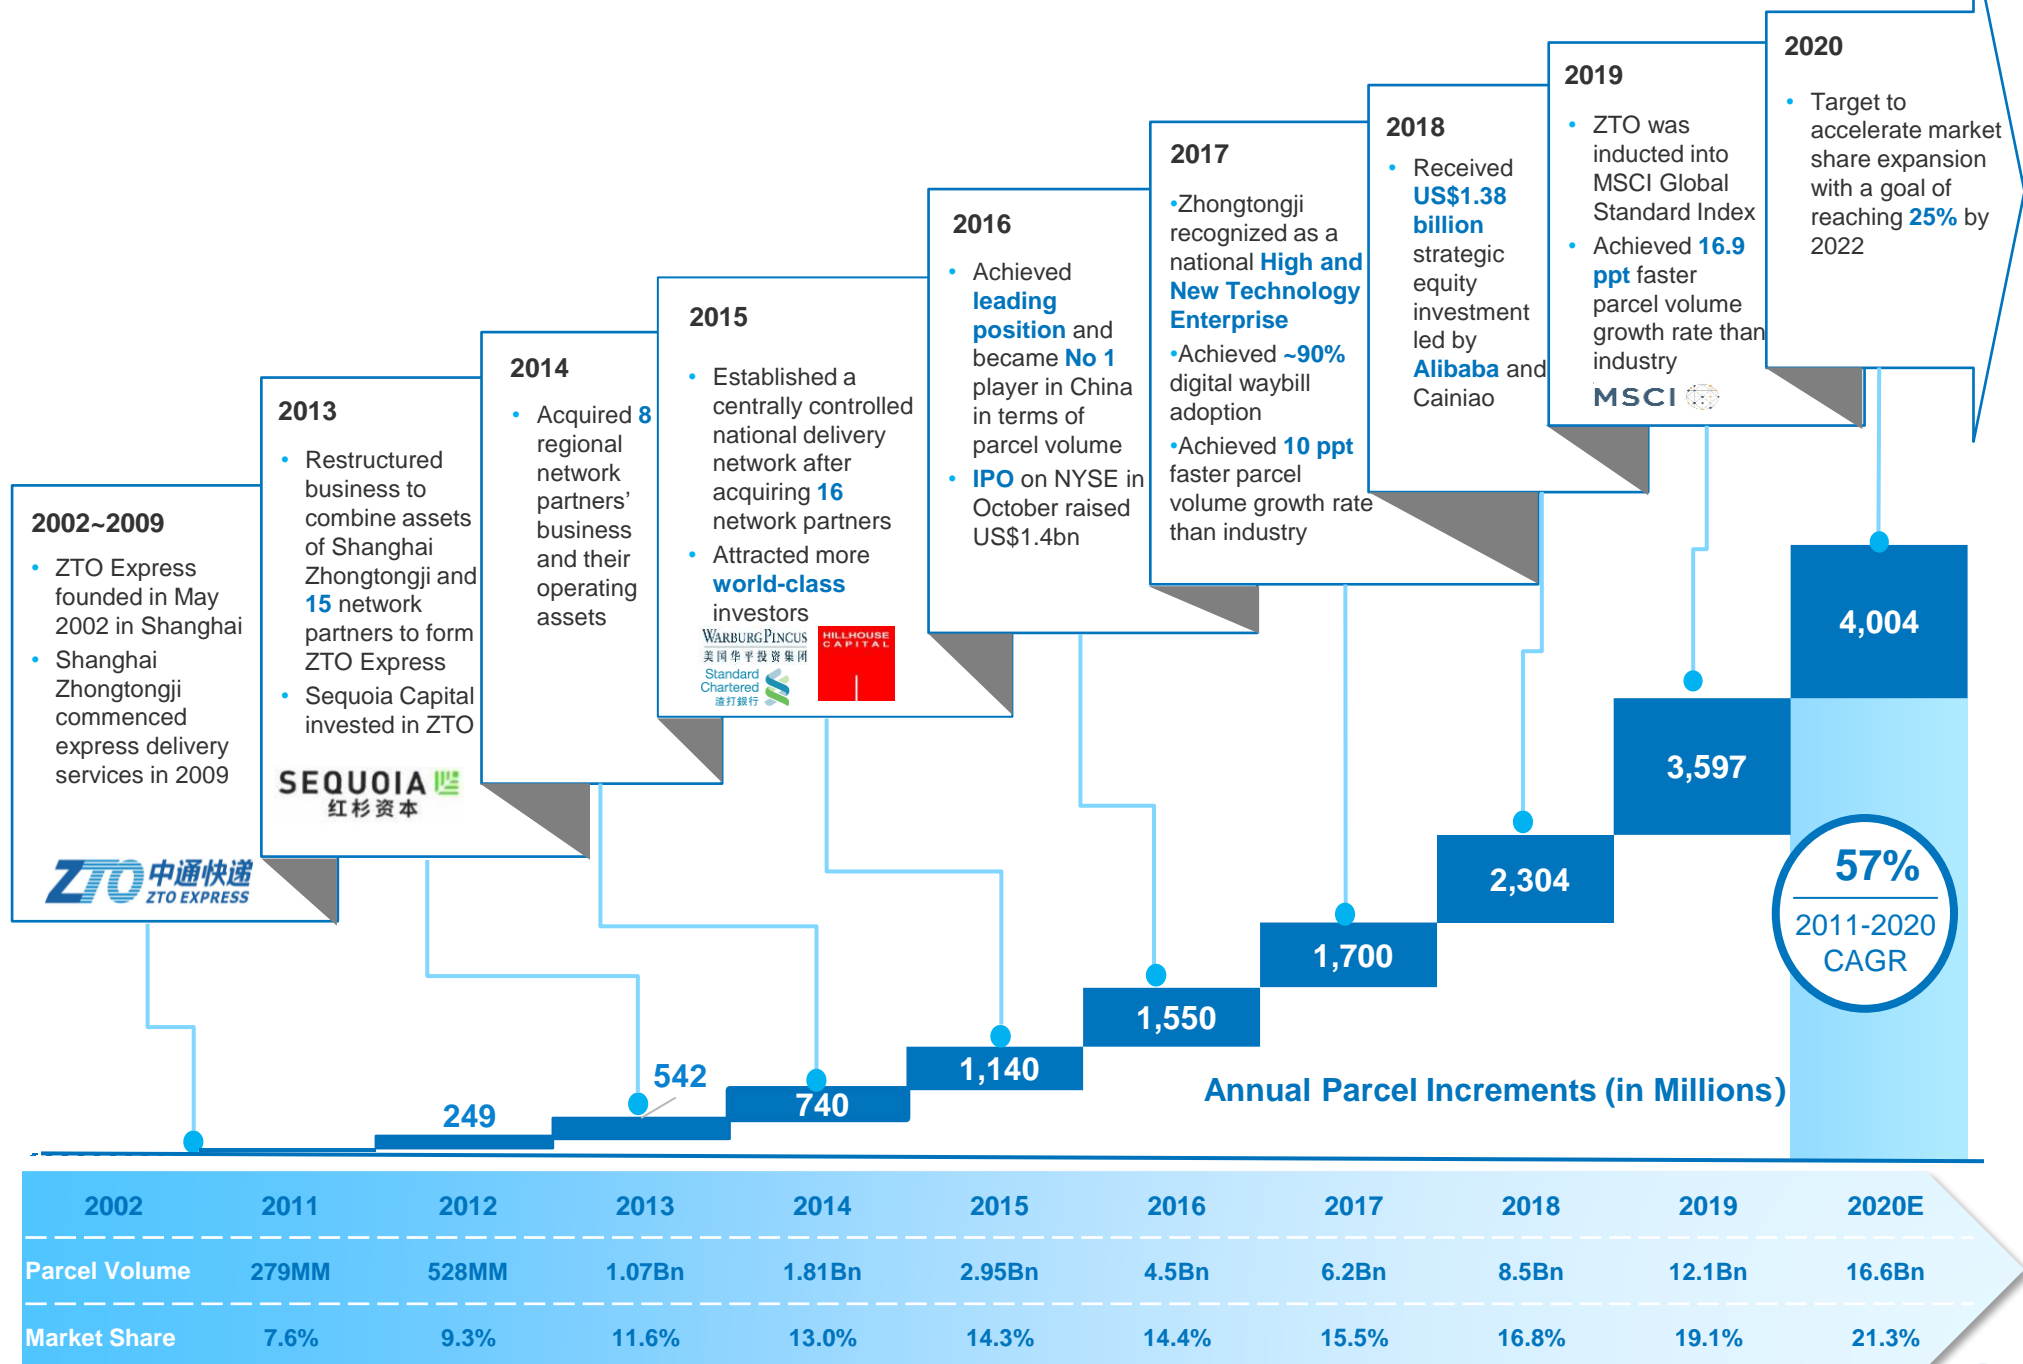 2002~2009
• ZTO Express
founded in May
2002 in Shanghai
• Shanghai
Zhongtongji
commenced
express delivery
services in 2009
ZTO 中通快递
ZTO EXPRESS
2013
• Restructured
business to
combine assets
of Shanghai
Zhongtongji and
15 network
partners to form
ZTO Express
• Sequoia Capital
invested in ZTO
SEQUOIA
红杉资本
2014
• Acquired 8
regional
network
partners’
business
and their
operating
assets
2015
• Established a
centrally controlled
national delivery
network after
acquiring 16
network partners
• Attracted more
world-class
investors
WARBURG PINCUS
美国华平投资集团
Standard
Chartered
渣打銀行
HILLHOUSE
CAPITAL
2016
• Achieved
leading
position and
became No 1
player in China
in terms of
parcel volume
• IPO on NYSE in
October raised
US$1.4bn
2017
•Zhongtongji
recognized as a
national High and
New Technology
Enterprise
•Achieved ~90%
digital waybill
adoption
•Achieved 10 ppt
faster parcel
volume growth rate
than industry
2018
• Received
US$1.38
billion
strategic
equity
investment
led by
Alibaba and
Cainiao
2019
• ZTO was
inducted into
MSCI Global
Standard Index
• Achieved 16.9
ppt faster
parcel volume
growth rate than
industry
MSCI
2020
• Target to
accelerate market
share expansion
with a goal of
reaching 25% by
2022
249
542
740
1,140
1,550
1,700
2,304
3,597
4,004
57%
2011-2020
CAGR
Annual Parcel Increments (in Millions)
2002 2011 2012 2013 2014 2015 2016 2017 2018 2019 2020E
Parcel Volume 279MM 528MM 1.07Bn 1.81Bn 2.95Bn 4.5Bn 6.2Bn 8.5Bn 12.1Bn 16.6Bn
Market Share 7.6% 9.3% 11.6% 13.0% 14.3% 14.4% 15.5% 16.8% 19.1% 21.3%